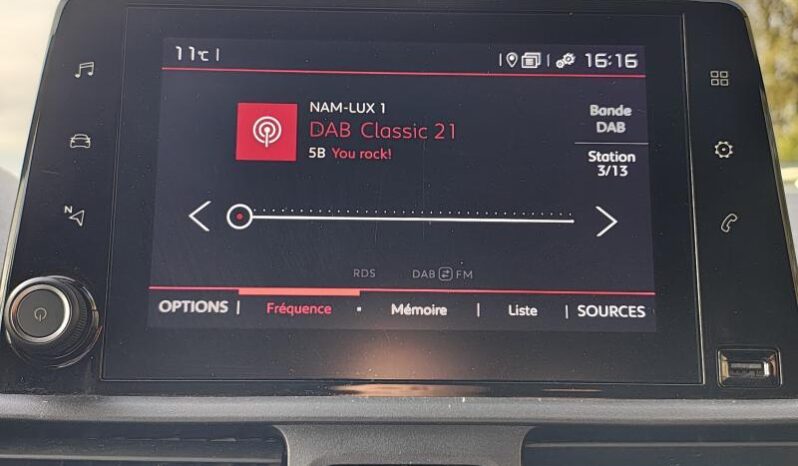 11°C |
| | 16:16
NAM-LUX 1
DAB Classic 21
5B You rock!
Bande
DAB
Station
3/13
N
RDS DAB FM
OPTIONS | Fréquence • Mémoire | Liste | SOURCES